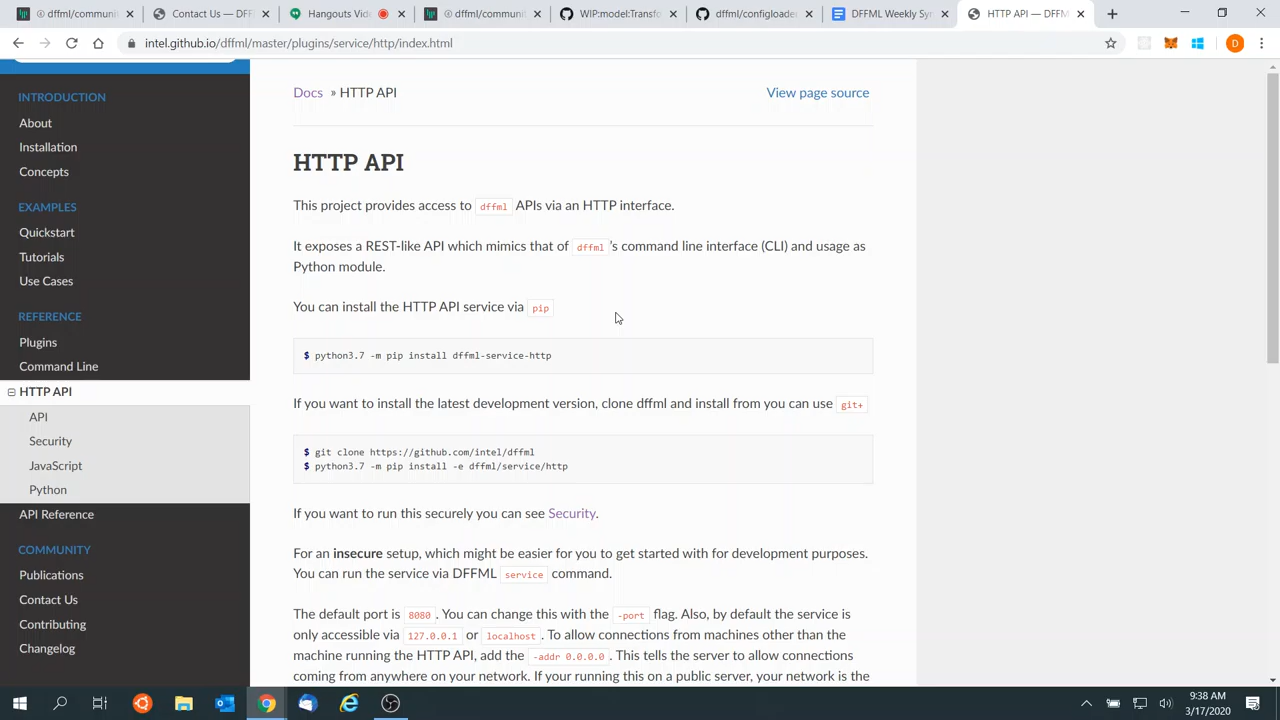 @ dffml/communit
Contact Us — DFF
Hangouts Vide
@ dffml/communit
WIP:model:Transfo
dffml/configloade
DFFML Weekly Syn
HTTP API — DFFM
intel.github.io/dffml/master/plugins/service/http/index.html
D
INTRODUCTION
About
Installation
Concepts
EXAMPLES
Quickstart
Tutorials
Use Cases
REFERENCE
Plugins
Command Line
HTTP API
API
Security
JavaScript
Python
API Reference
COMMUNITY
Publications
Contact Us
Contributing
Changelog
Docs » HTTP API
View page source
HTTP API
This project provides access to dffml APIs via an HTTP interface.
It exposes a REST-like API which mimics that of dffml 's command line interface (CLI) and usage as
Python module.
You can install the HTTP API service via pip
$ python3.7 -m pip install dffml-service-http
If you want to install the latest development version, clone dffml and install from you can use git+
$ git clone https://github.com/intel/dffml
$ python3.7 -m pip install -e dffml/service/http
If you want to run this securely you can see Security.
For an insecure setup, which might be easier for you to get started with for development purposes.
You can run the service via DFFML service command.
The default port is 8080 . You can change this with the -port flag. Also, by default the service is
only accessible via 127.0.0.1 or localhost . To allow connections from machines other than the
machine running the HTTP API, add the -addr 0.0.0.0 . This tells the server to allow connections
coming from anywhere on your network. If your running this on a public server, your network is the
9:38 AM
3/17/2020